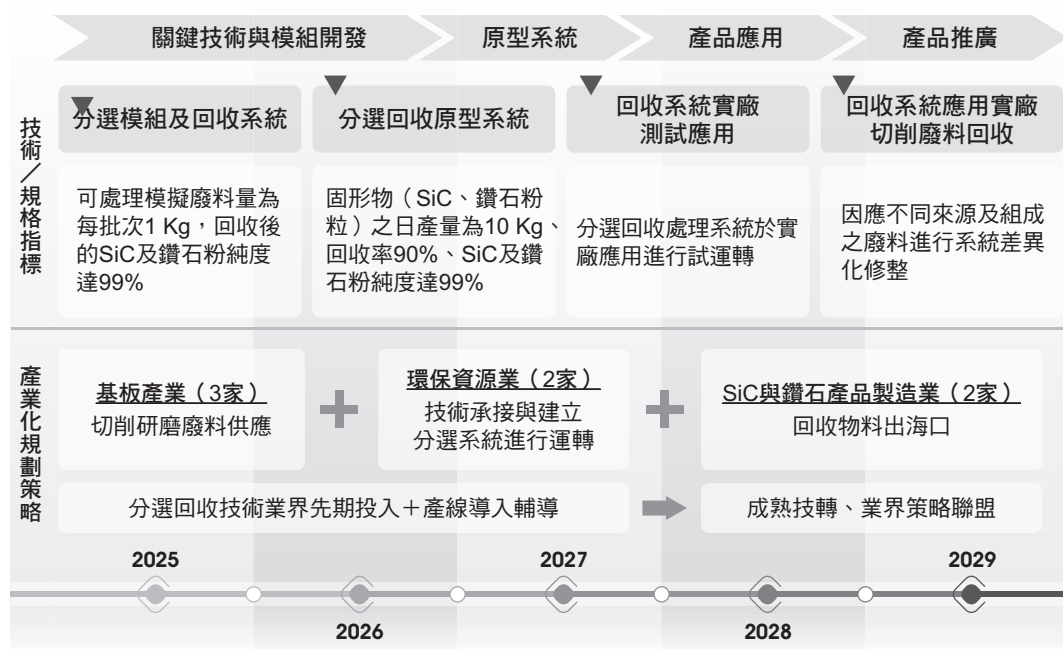 關鍵技術與模組開發
原型系統
產品應用
產品推廣
技術／規格指標
分選模組及回收系統
分選回收原型系統
回收系統實廠
測試應用
回收系統應用實廠
切削廢料回收
可處理模擬廢料量為
每批次1 Kg，回收後
的SiC及鑽石粉純度
達99%
固形物（SiC、鑽石粉
粒）之日產量為10 Kg、
回收率90%、SiC及鑽
石粉純度達99%
分選回收處理系統於實
廠應用進行試運轉
因應不同來源及組成
之廢料進行系統差異
化修整
產業化規劃策略
基板產業（3家）
切削研磨廢料供應
環保資源業（2家）
技術承接與建立
分選系統進行運轉
SiC與鑽石產品製造業（2家）
回收物料出海口
分選回收技術業界先期投入＋產線導入輔導
成熟技轉、業界策略聯盟
2025
2026
2027
2028
2029